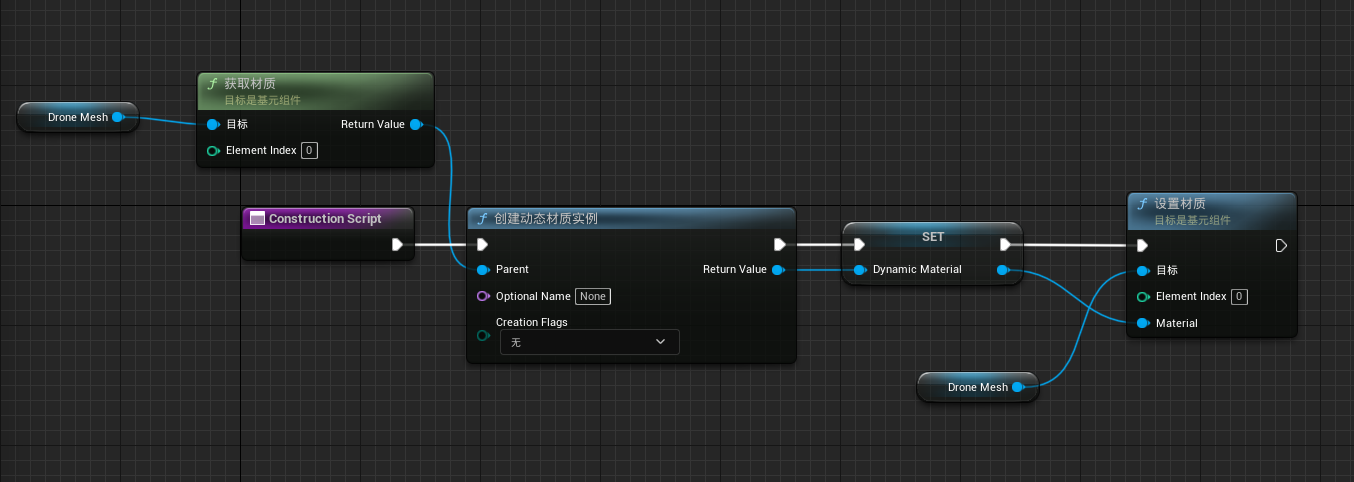 获取材质
目标是基元组件
Drone Mesh
目标
Return Value
Element Index 0
Construction Script
创建动态材质实例
Parent
Return Value
Optional Name None
Creation Flags
无
SET
Dynamic Material
设置材质
目标是基元组件
目标
Element Index 0
Material
Drone Mesh